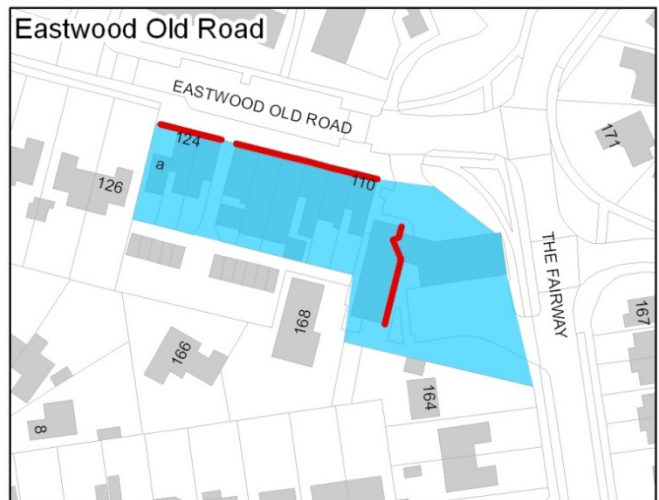 Eastwood Old Road
EASTWOOD OLD ROAD
171
124
a
110
126
THE FAIRWAY
168
167
166
164
8